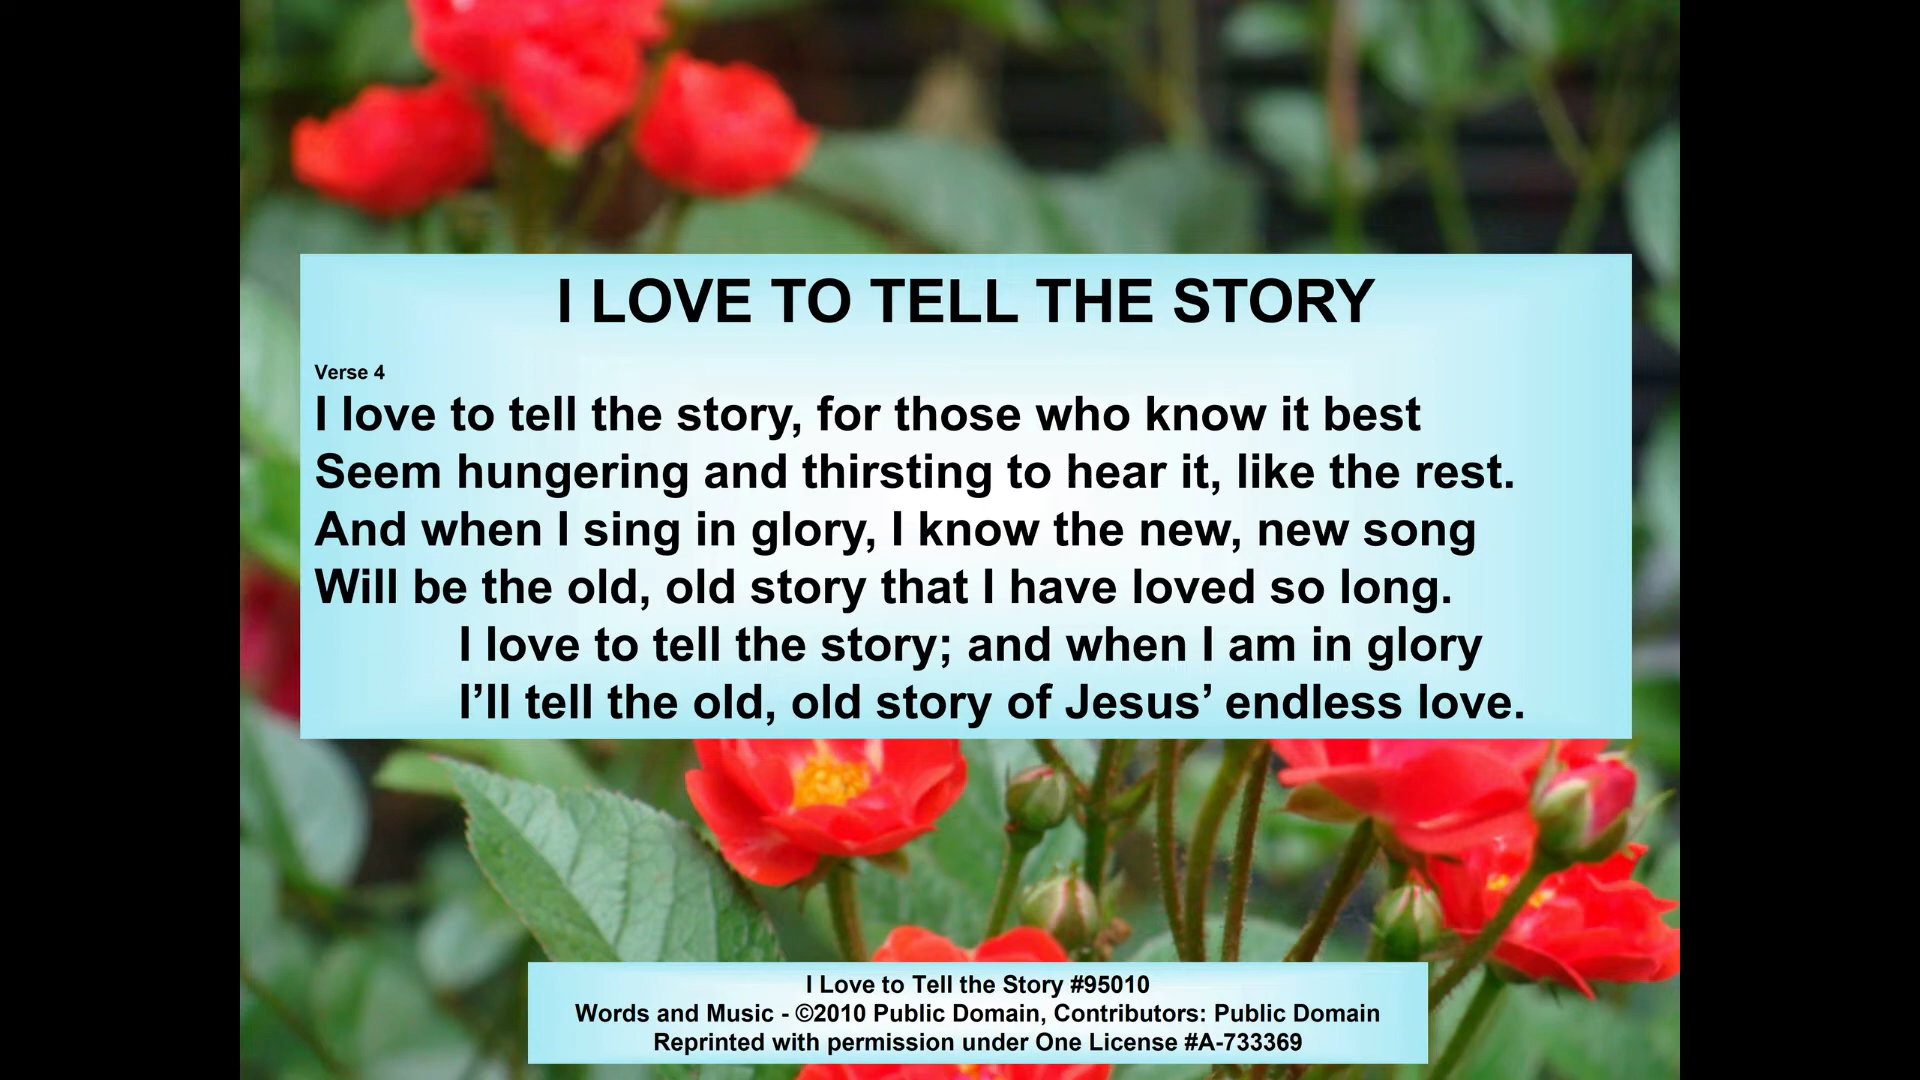 I LOVE TO TELL THE STORY
Verse 4
I love to tell the story, for those who know it best
Seem hungering and thirsting to hear it, like the rest.
And when I sing in glory, I know the new, new song
Will be the old, old story that I have loved so long.
I love to tell the story; and when I am in glory
I’ll tell the old, old story of Jesus’ endless love.
I Love to Tell the Story #95010
Words and Music - ©2010 Public Domain, Contributors: Public Domain
Reprinted with permission under One License #A-733369